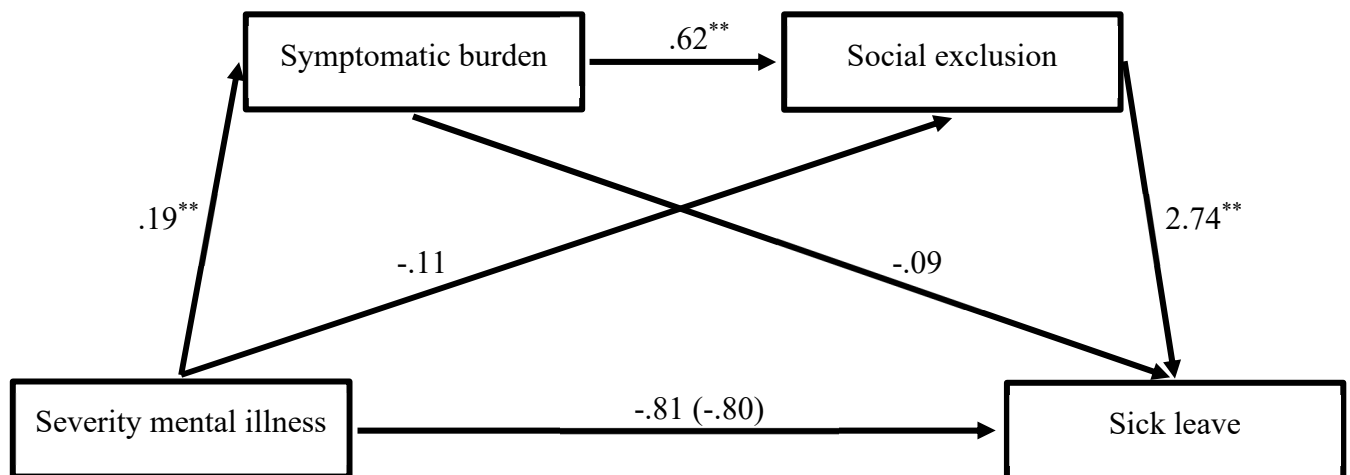 .62**
Symptomatic burden
Social exclusion
.19**
2.74**
-.11
-.09
-.81 (-.80)
Severity mental illness
Sick leave